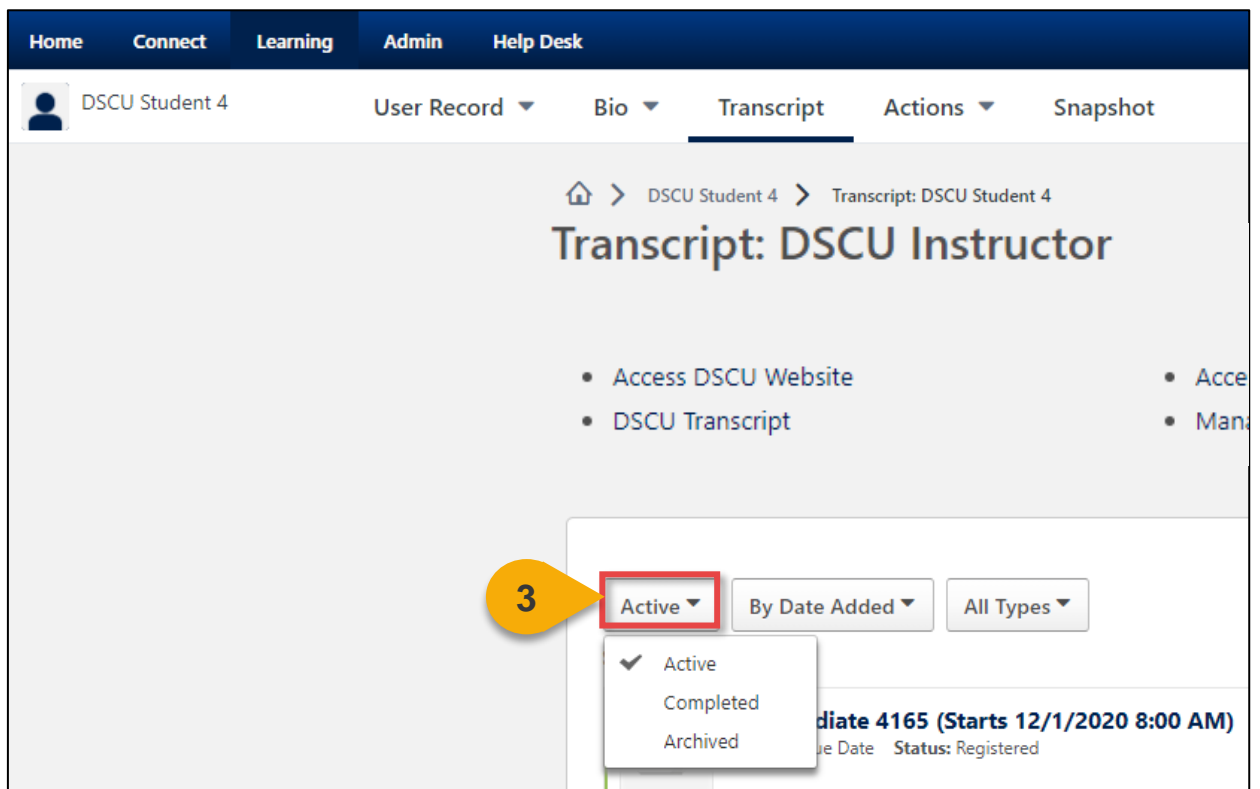 Home Connect Learning Admin Help Desk
DSCU Student 4 User Record Bio Transcript Actions Snapshot
DSCU Student 4 Transcript: DSCU Student 4
Transcript: DSCU Instructor
• Access DSCU Website • Acce
• DSCU Transcript • Mana
3 Active By Date Added All Types
Active
Completed
Archived
diate 4165 (Starts 12/1/2020 8:00 AM)
ue Date Status: Registered